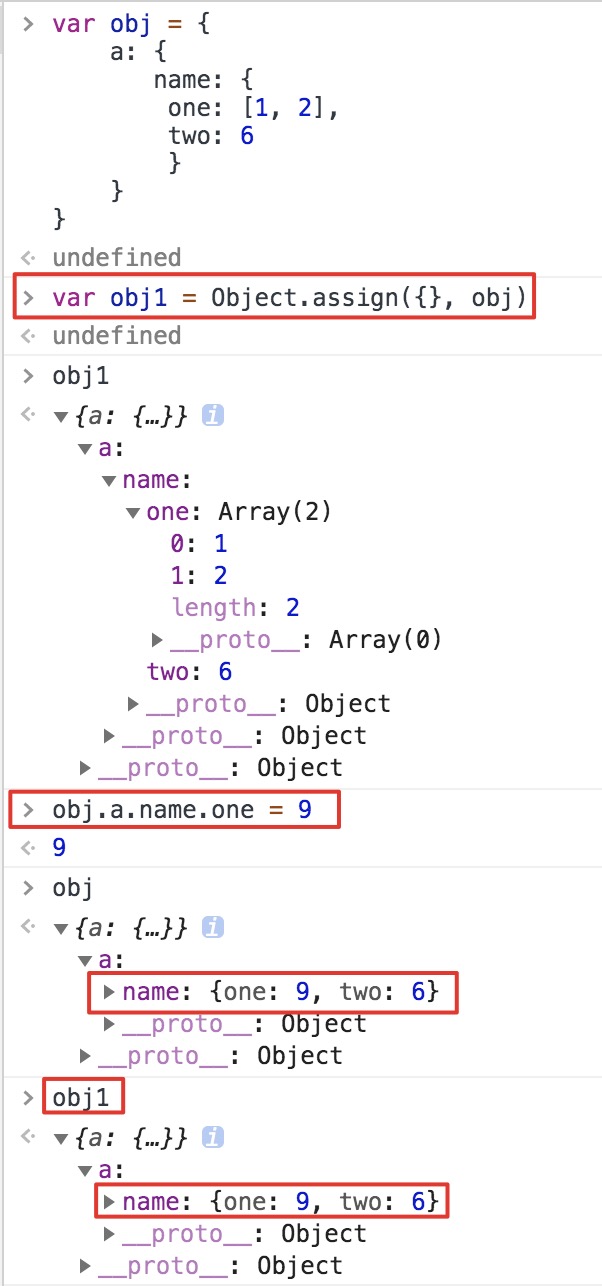 > var obj = {
a: {
name: {
one: [1, 2],
two: 6
}
}
}
undefined
> var obj1 = Object.assign({}, obj)
undefined
> obj1
▼{a: {…}} i
▼a:
▼name:
▼one: Array(2)
0: 1
1: 2
length: 2
▶__proto__: Array(0)
two: 6
▶__proto__: Object
▶__proto__: Object
▶__proto__: Object
> obj.a.name.one = 9
9
> obj
▼{a: {…}} i
▼a:
▶name: {one: 9, two: 6}
▶__proto__: Object
▶__proto__: Object
> obj1
▼{a: {…}} i
▼a:
▶name: {one: 9, two: 6}
▶__proto__: Object
▶__proto__: Object